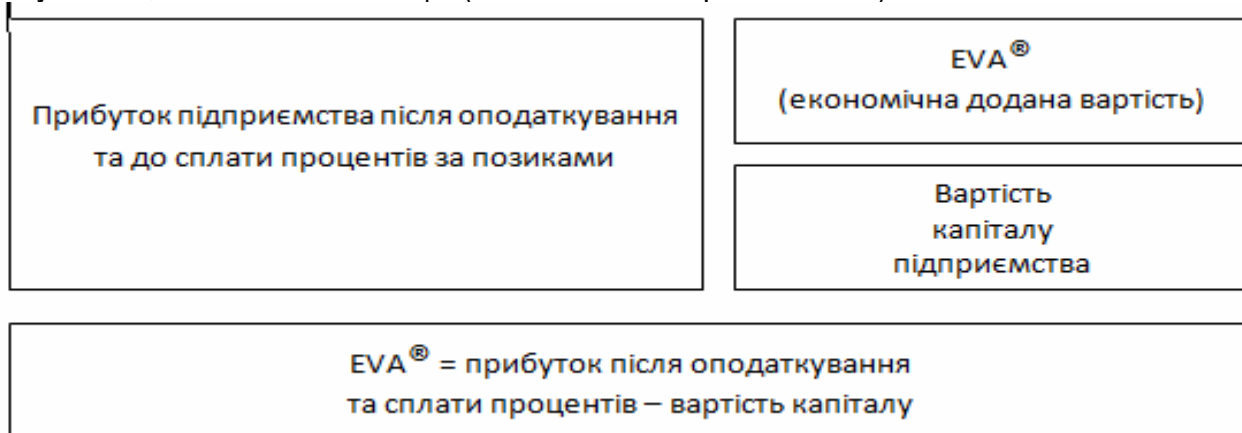 Прибуток підприємства після оподаткування
та до сплати процентів за позиками
EVA®
(економічна додана вартість)
Вартість
капіталу
підприємства
EVA® = прибуток після оподаткування
та сплати процентів – вартість капіталу